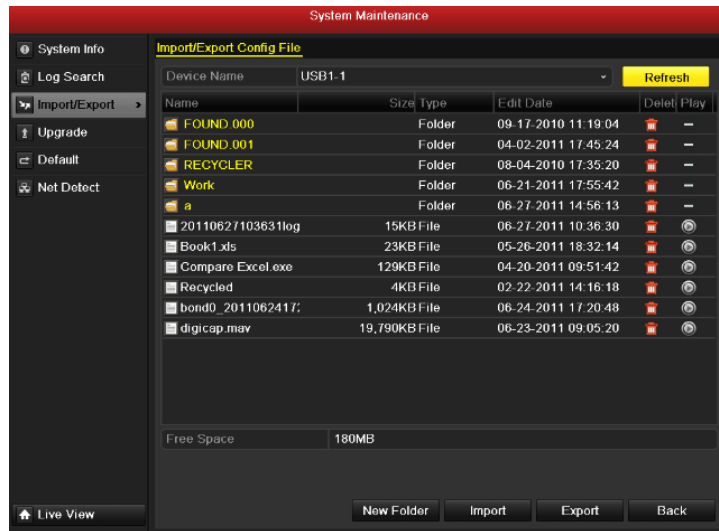 System Maintenance
System Info
Log Search
Import/Export
Upgrade
Default
Net Detect
Live View
Import/Export Config File
Device Name USB1-1 Refresh
Name Size Type Edit Date Delet Play
FOUND.000 Folder 09-17-2010 11:19:04 –
FOUND.001 Folder 04-02-2011 17:45:24 –
RECYCLER Folder 08-04-2010 17:35:20 –
Work Folder 06-21-2011 17:55:42 –
a Folder 06-27-2011 14:56:13 –
20110627103631log 15KB File 06-27-2011 10:36:30
Book1.xls 23KB File 05-26-2011 18:32:14
Compare Excel.exe 129KB File 04-20-2011 09:51:42
Recycled 4KB File 02-22-2011 14:16:18
bond0_2011062417: 1,024KB File 06-24-2011 17:20:48
digicap.mav 19,790KB File 06-23-2011 09:05:20
Free Space 180MB
New Folder Import Export Back